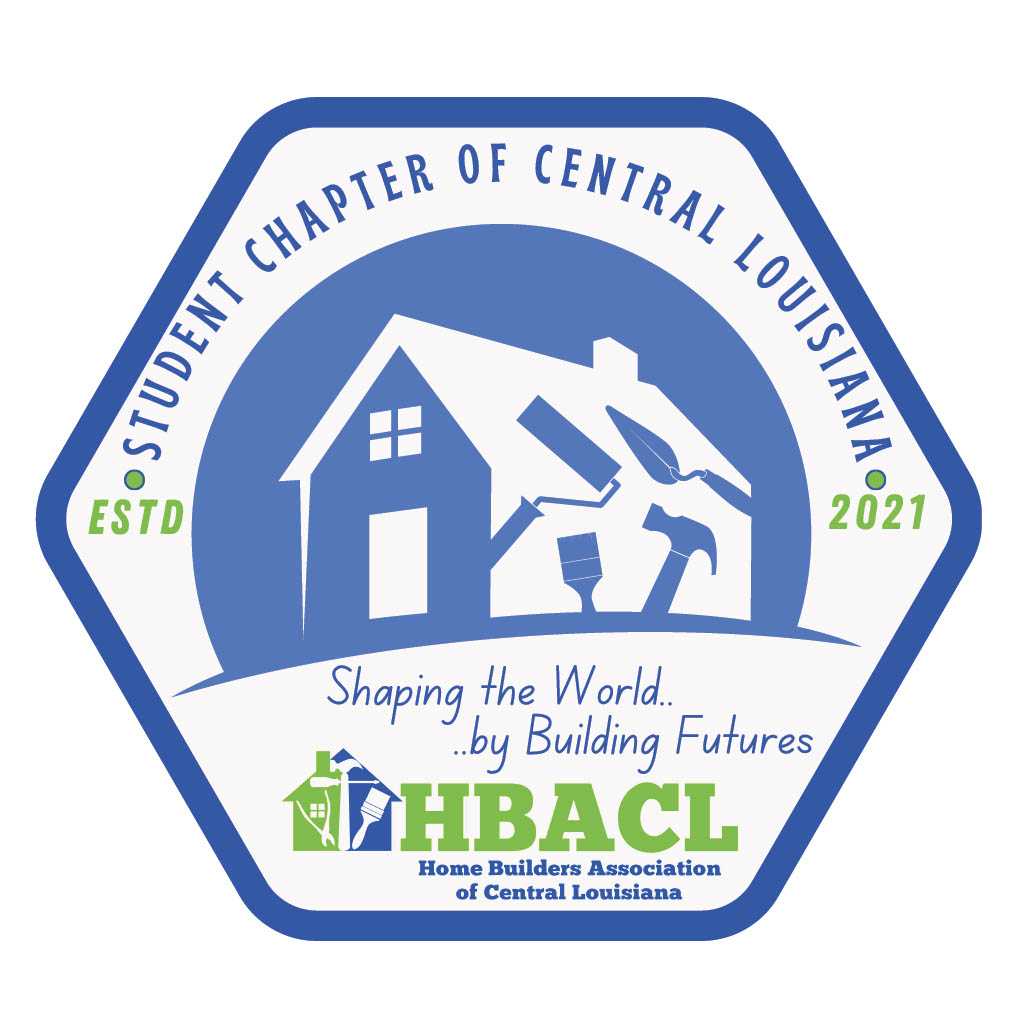 STUDENT CHAPTER OF CENTRAL LOUISIANA
ESTD
2021
Shaping the World..
..by Building Futures
HBACL
Home Builders Association
of Central Louisiana